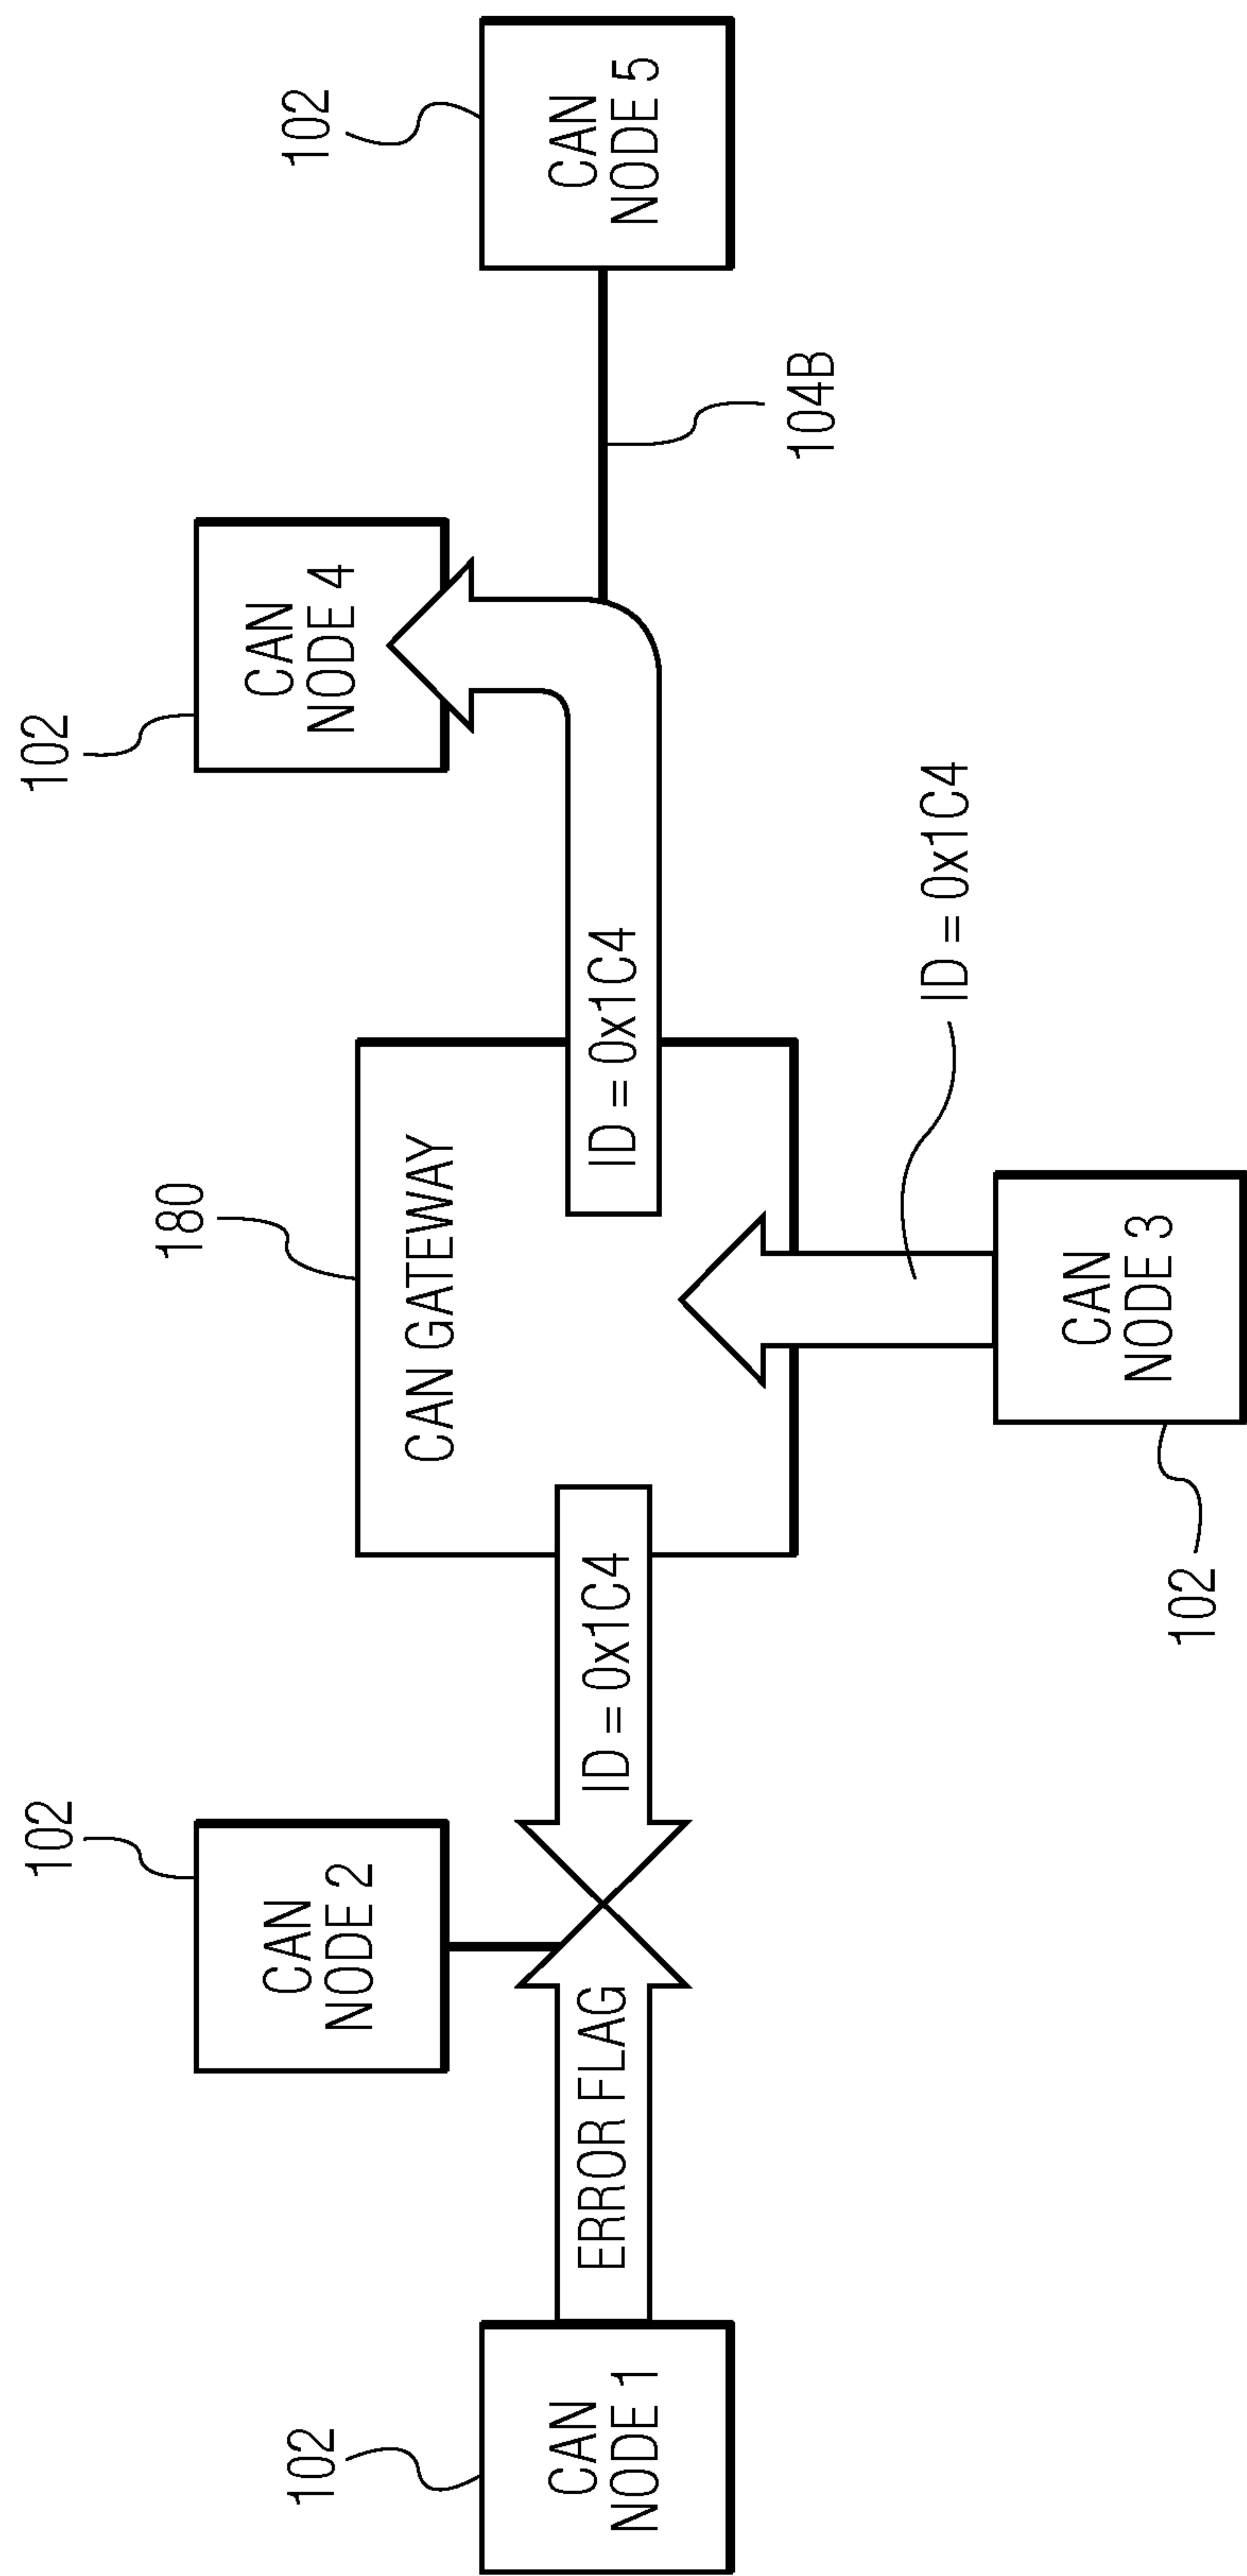 102
CAN
NODE 1
ERROR FLAG
102
CAN
NODE 2
ID = 0x1C4
180
CAN GATEWAY
ID = 0x1C4
102
CAN
NODE 3
ID = 0x1C4
102
CAN
NODE 4
104B
102
CAN
NODE 5